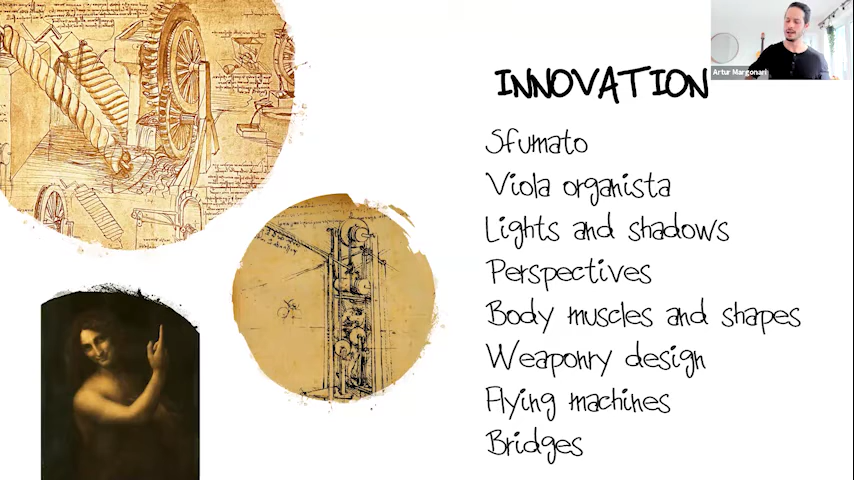 INNOVATION
Artur Margonari
Sfumato
Viola organista
Lights and shadows
Perspectives
Body muscles and shapes
Weaponry design
Flying machines
Bridges